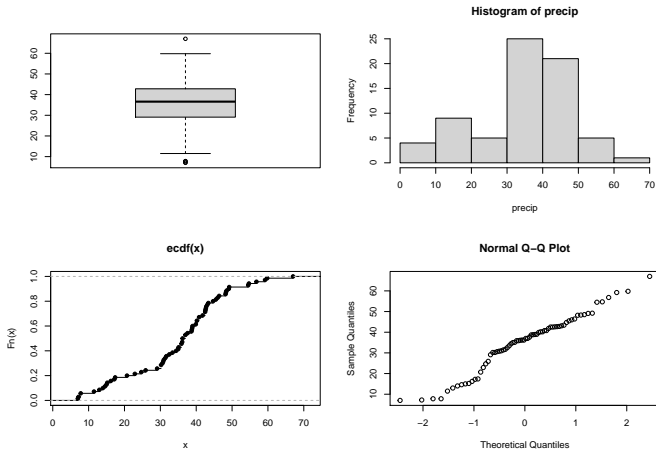 10 20 30 40 50 60
Histogram of precip
Frequency
0 5 10 15 20 25
0 10 20 30 40 50 60 70
precip
ecdf(x)
Fn(x)
0.0 0.2 0.4 0.6 0.8 1.0
0 10 20 30 40 50 60 70
x
Normal Q−Q Plot
Sample Quantiles
10 20 30 40 50 60
−2 −1 0 1 2
Theoretical Quantiles